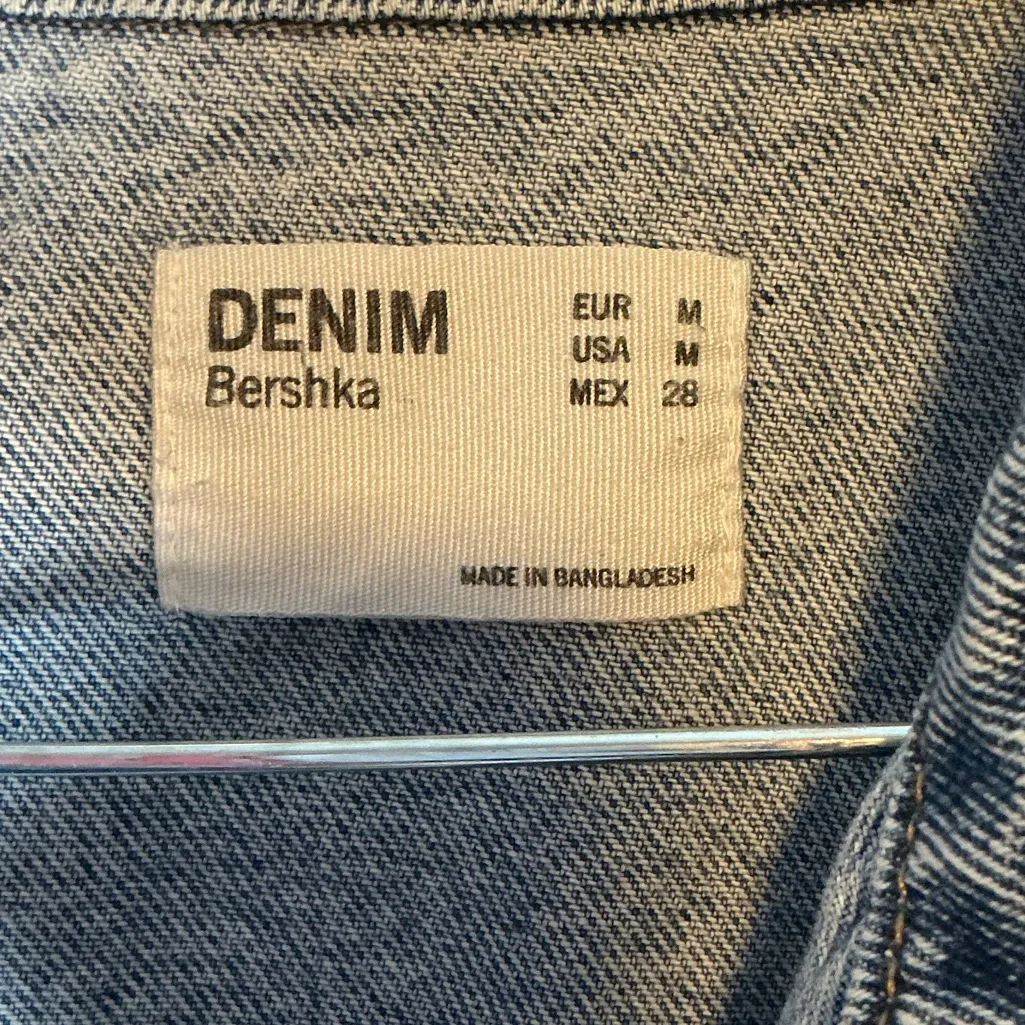 DENIM
Bershka
EUR M
USA M
MEX 28
MADE IN BANGLADESH